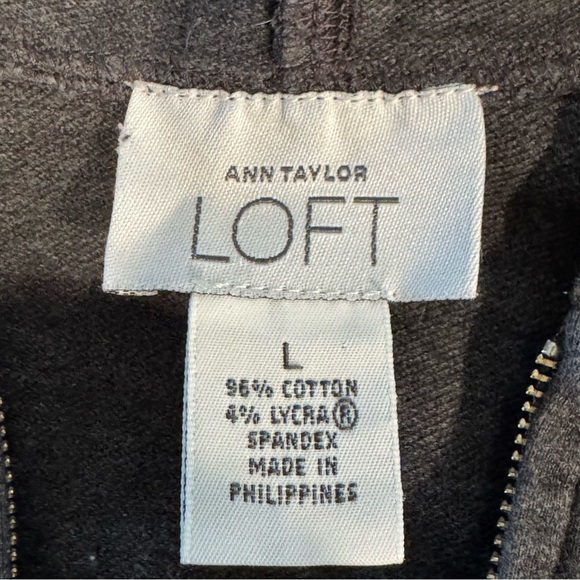 ANN TAYLOR
LOFT
L
96% COTTON
4% LYCRA®
SPANDEX
MADE IN
PHILIPPINES